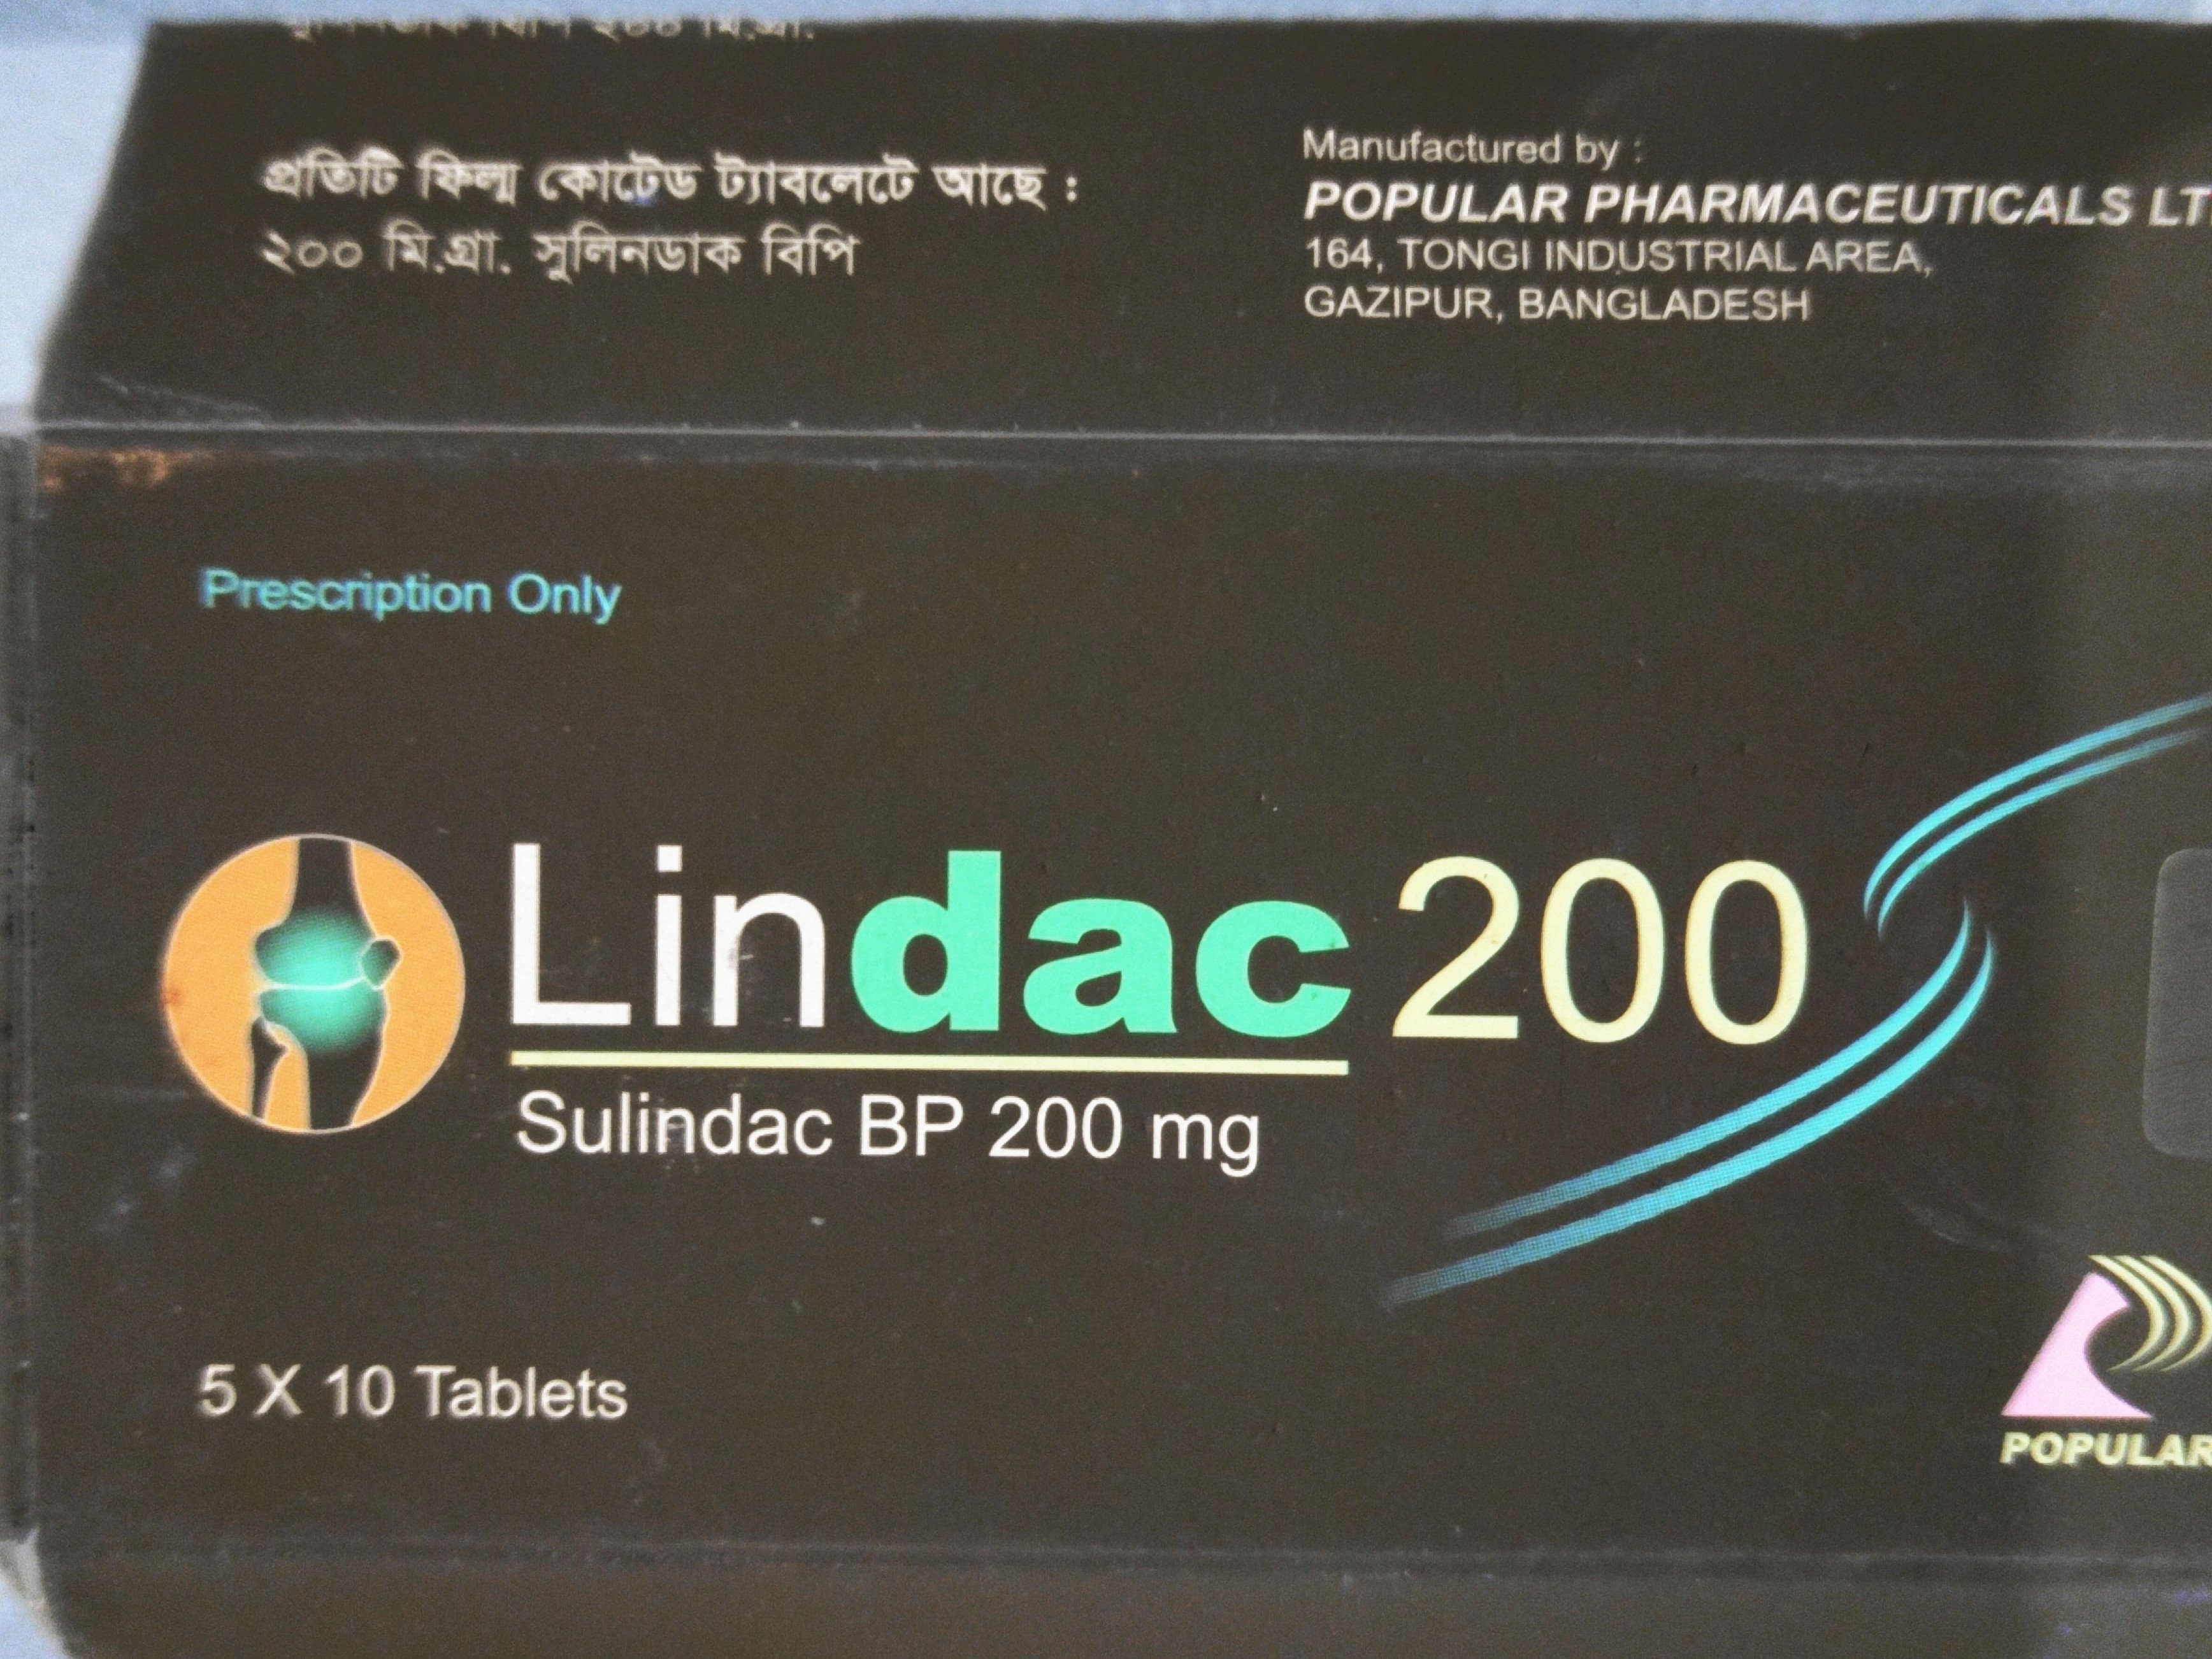 প্রতিটি ফিল্ম কোটেড ট্যাবলেটে আছে :
২০০ মি.গ্রা. সুলিনডাক বিপি
Manufactured by :
POPULAR PHARMACEUTICALS LT
164, TONGI INDUSTRIAL AREA,
GAZIPUR, BANGLADESH
Prescription Only
Lindac 200
Sulindac BP 200 mg
5 X 10 Tablets
POPULAR